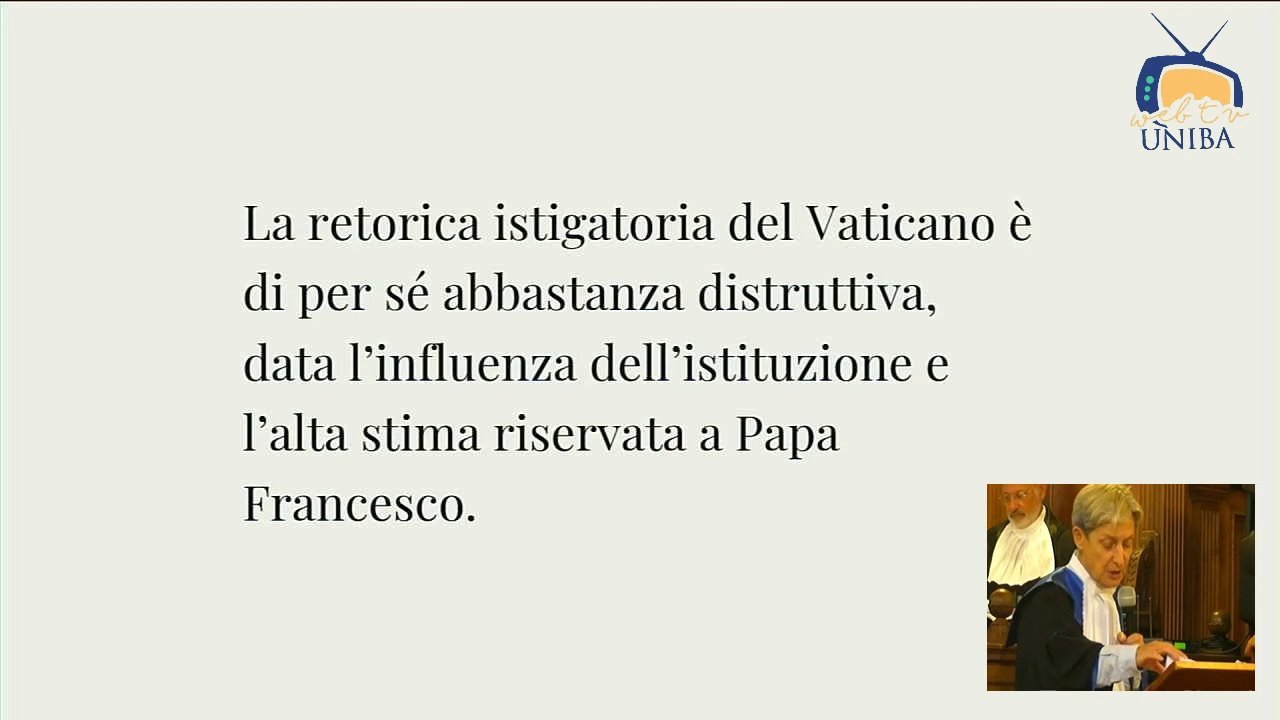 web tv
UNIBA
La retorica istigatoria del Vaticano è
di per sé abbastanza distruttiva,
data l’influenza dell’istituzione e
l’alta stima riservata a Papa
Francesco.